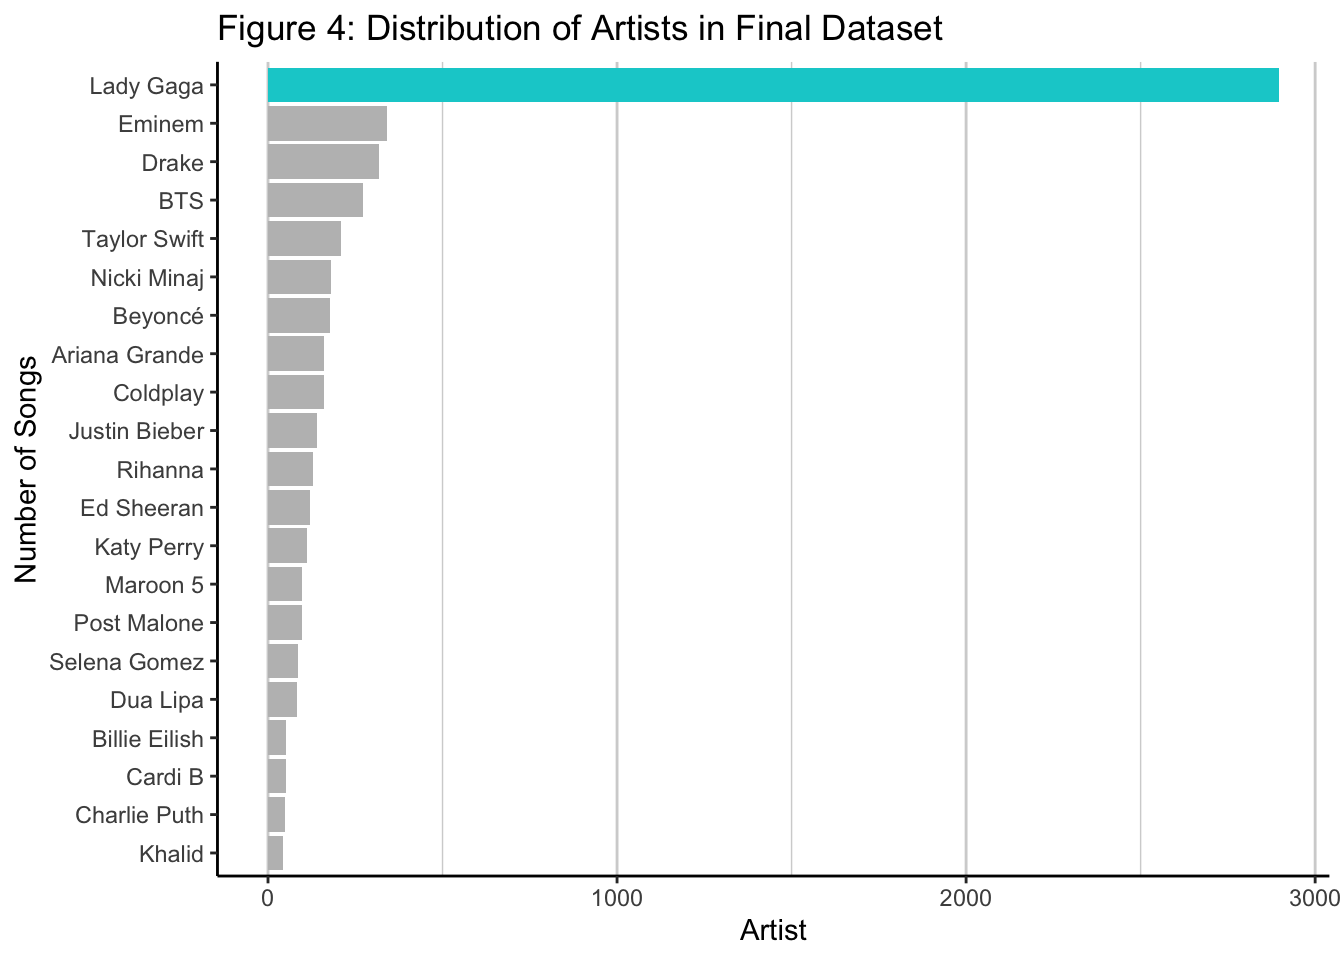 Figure 4: Distribution of Artists in Final Dataset
Lady Gaga
Eminem
Drake
BTS
Taylor Swift
Nicki Minaj
Beyoncé
Ariana Grande
Coldplay
Justin Bieber
Rihanna
Ed Sheeran
Katy Perry
Maroon 5
Post Malone
Selena Gomez
Dua Lipa
Billie Eilish
Cardi B
Charlie Puth
Khalid
Number of Songs
0 1000 2000 3000
Artist